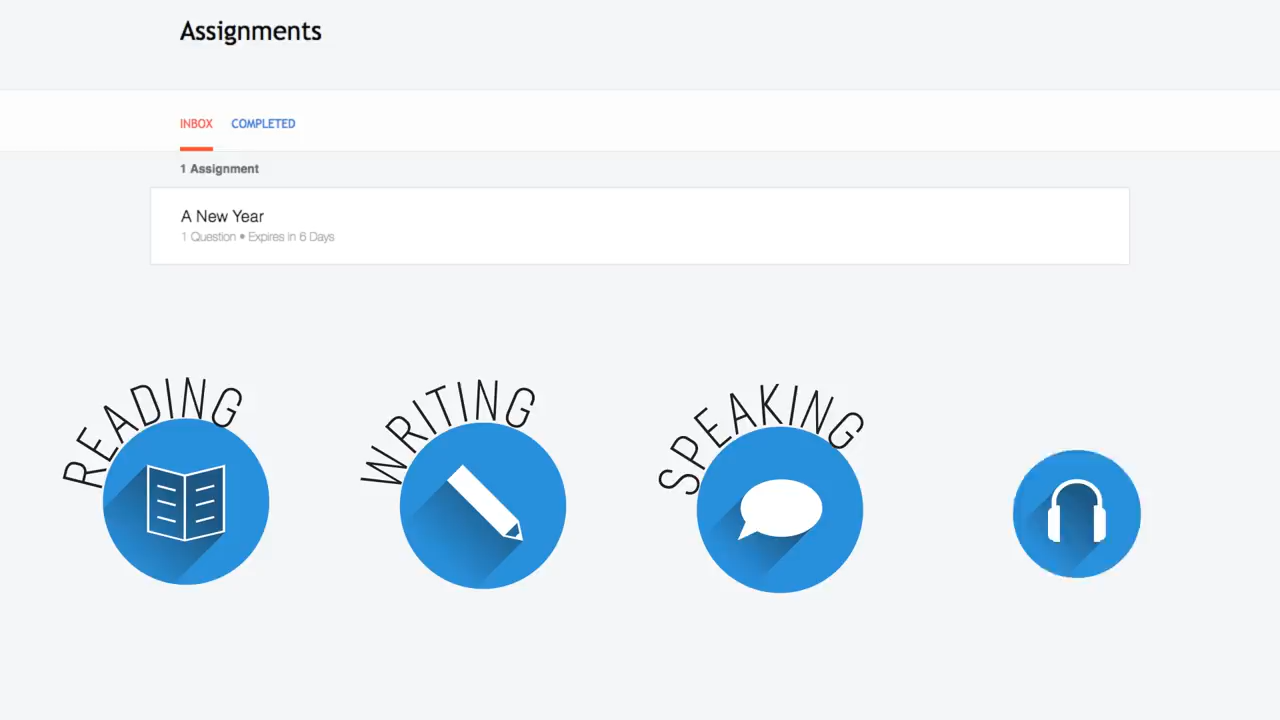 Assignments
INBOX COMPLETED
1 Assignment
A New Year
1 Question • Expires in 6 Days
READING WRITING SPEAKING